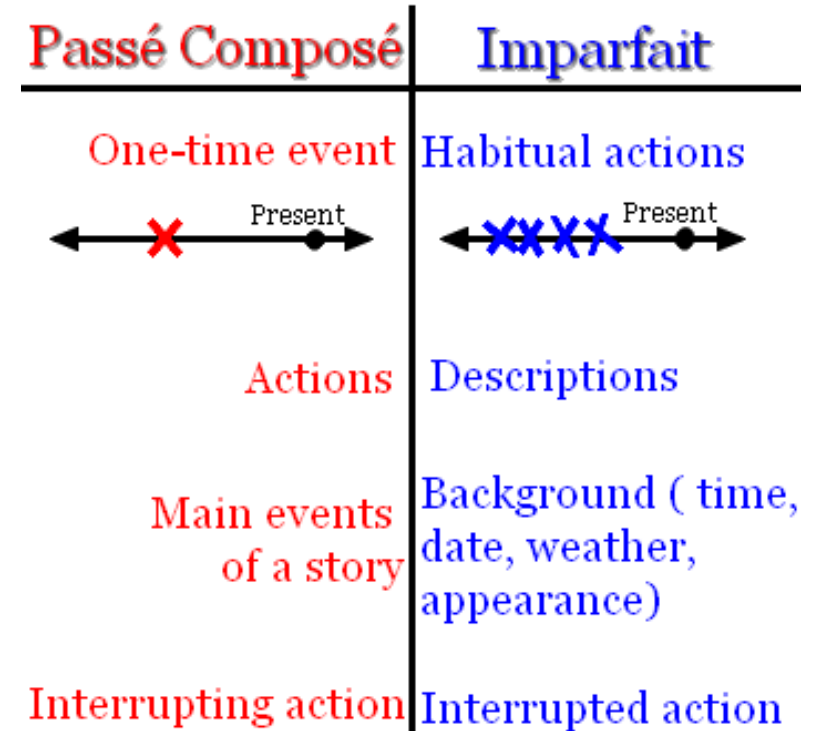 Passé Composé
Imparfait
One-time event
Habitual actions
Present
Present
Actions
Descriptions
Main events
of a story
Background ( time,
date, weather,
appearance)
Interrupting action
Interrupted action